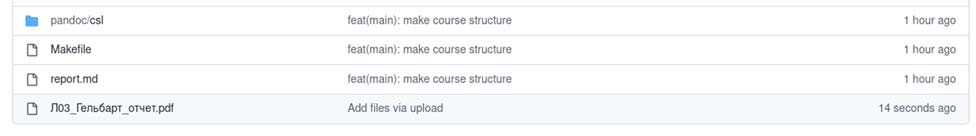 pandoc/csl feat(main): make course structure 1 hour ago
Makefile feat(main): make course structure 1 hour ago
report.md feat(main): make course structure 1 hour ago
Л03_Гельбарт_отчет.pdf Add files via upload 14 seconds ago